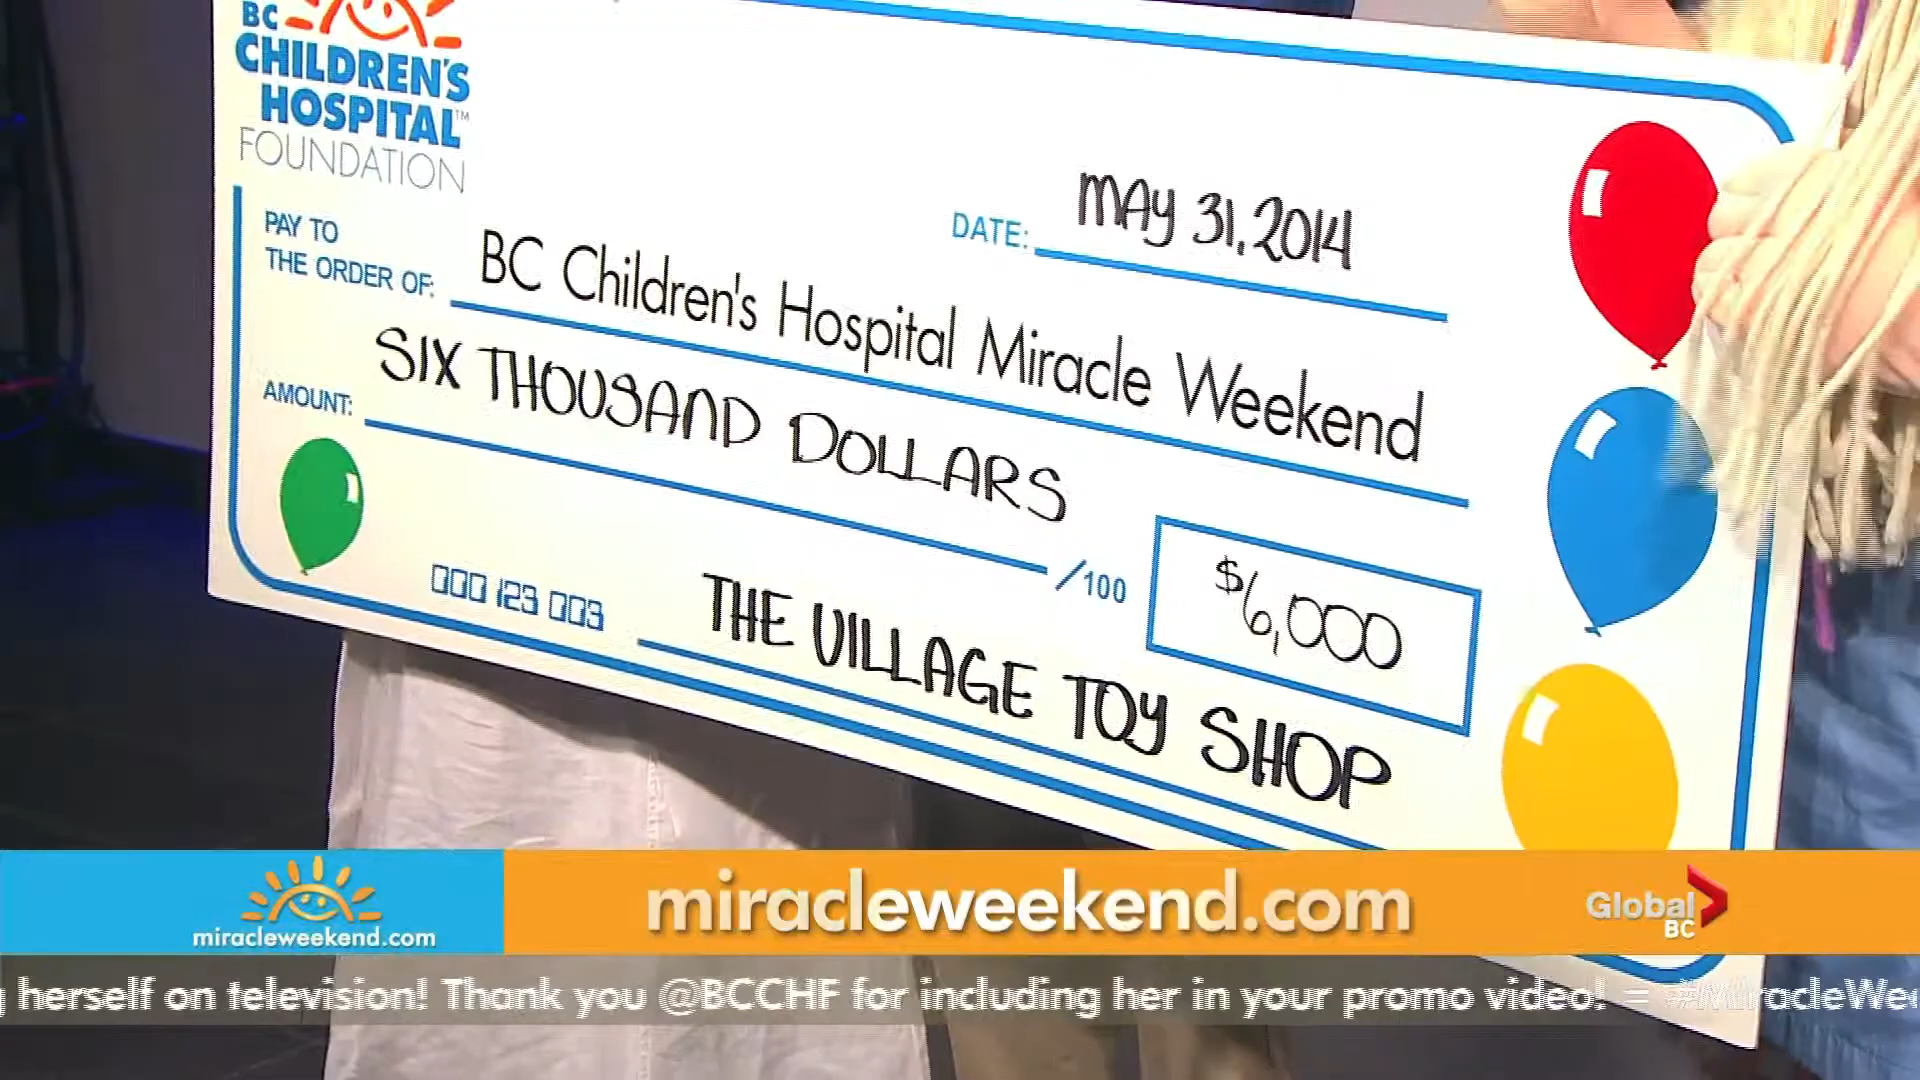 BC
CHILDREN'S
HOSPITAL™
FOUNDATION
DATE: MAY 31, 2014
PAY TO
THE ORDER OF: BC Children's Hospital Miracle Weekend
AMOUNT: SIX THOUSAND DOLLARS /100
$6,000
000 123 003
THE VILLAGE TOY SHOP
miracleweekend.com
miracleweekend.com
Global
BC
herself on television! Thank you @BCCHF for including her in your promo video! = #MiracleWee